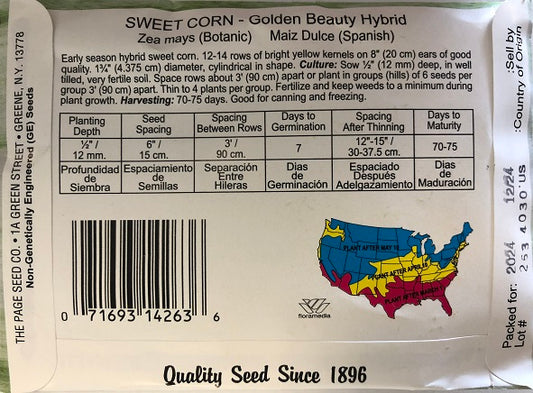 SWEET CORN - Golden Beauty Hybrid
Zea mays (Botanic) Maiz Dulce (Spanish)
Early season hybrid sweet corn. 12-14 rows of bright yellow kernels on 8" (20 cm) ears of good
quality. 1¾" (4.375 cm) diameter, cylindrical in shape. Culture: Sow ½" (12 mm) deep, in well
tilled, very fertile soil. Space rows about 3' (90 cm) apart or plant in groups (hills) of 6 seeds per
group 3' (90 cm) apart. Thin to 4 plants per group. Fertilize and keep weeds to a minimum during
plant growth. Harvesting: 70-75 days. Good for canning and freezing.
Planting Depth | Seed Spacing | Spacing Between Rows | Days to Germination | Spacing After Thinning | Days to Maturity
½" / 12 mm. | 6" / 15 cm. | 3' / 90 cm. | 7 | 12"-15" / 30-37.5 cm. | 70-75
Profundidad de Siembra | Espaciamiento de Semillas | Separación Entre Hileras | Dias de Germinación | Espaciado Después Adelgazamiento | Dias de Maduración
0 71693 14263 6
floramedia
PLANT AFTER MAY 10
PLANT AFTER APRIL 15
PLANT AFTER MARCH 1
Quality Seed Since 1896
THE PAGE SEED CO. • 1A GREEN STREET • GREENE, N.Y. 13778
Non-Genetically Engineered (GE) Seeds
:Sell by
:Country of Origin
Packed for: 2024 12/24
Lot # 253 4030 US